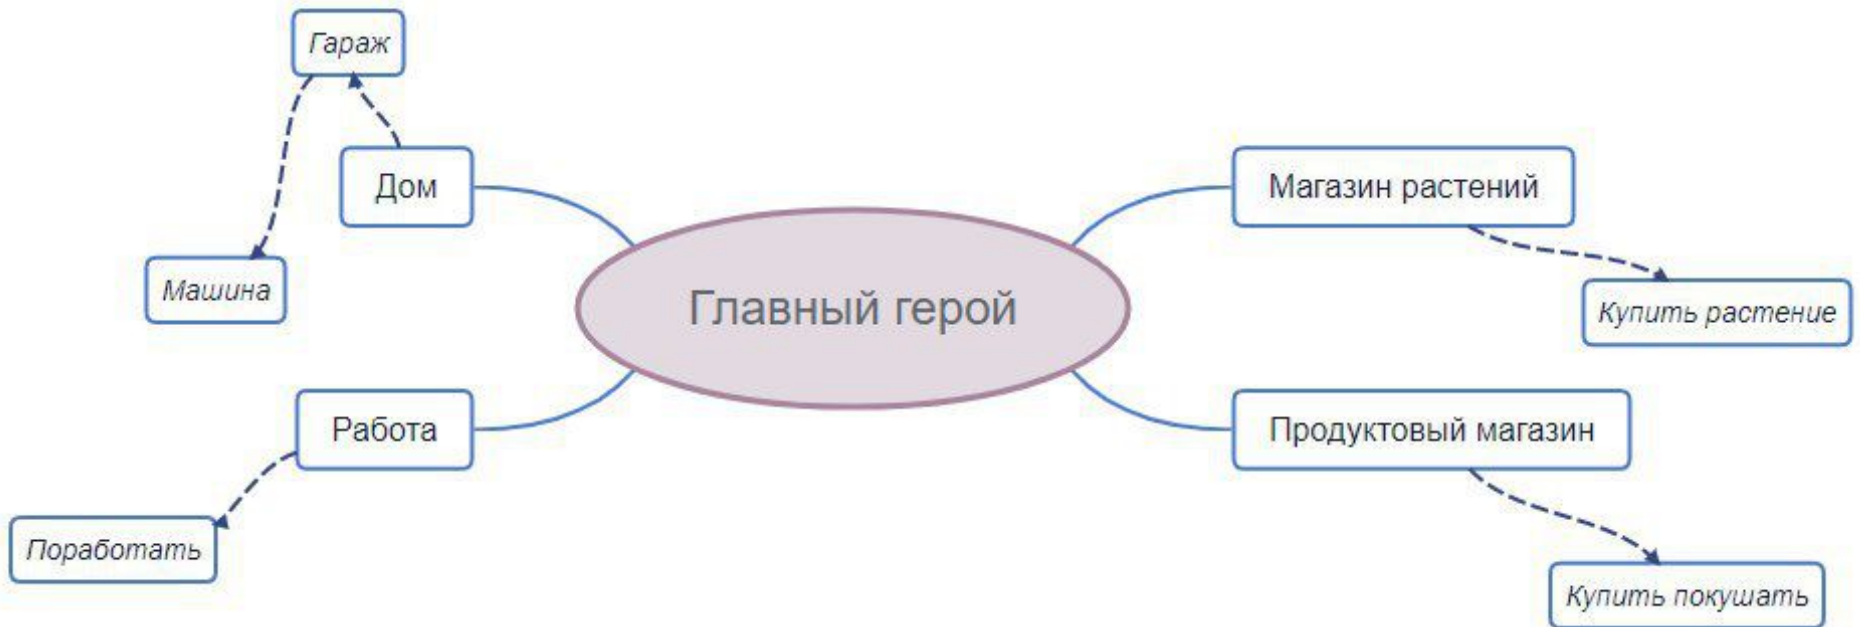 Гараж
Дом
Магазин растений
Машина
Главный герой
Купить растение
Работа
Продуктовый магазин
Поработать
Купить покушать